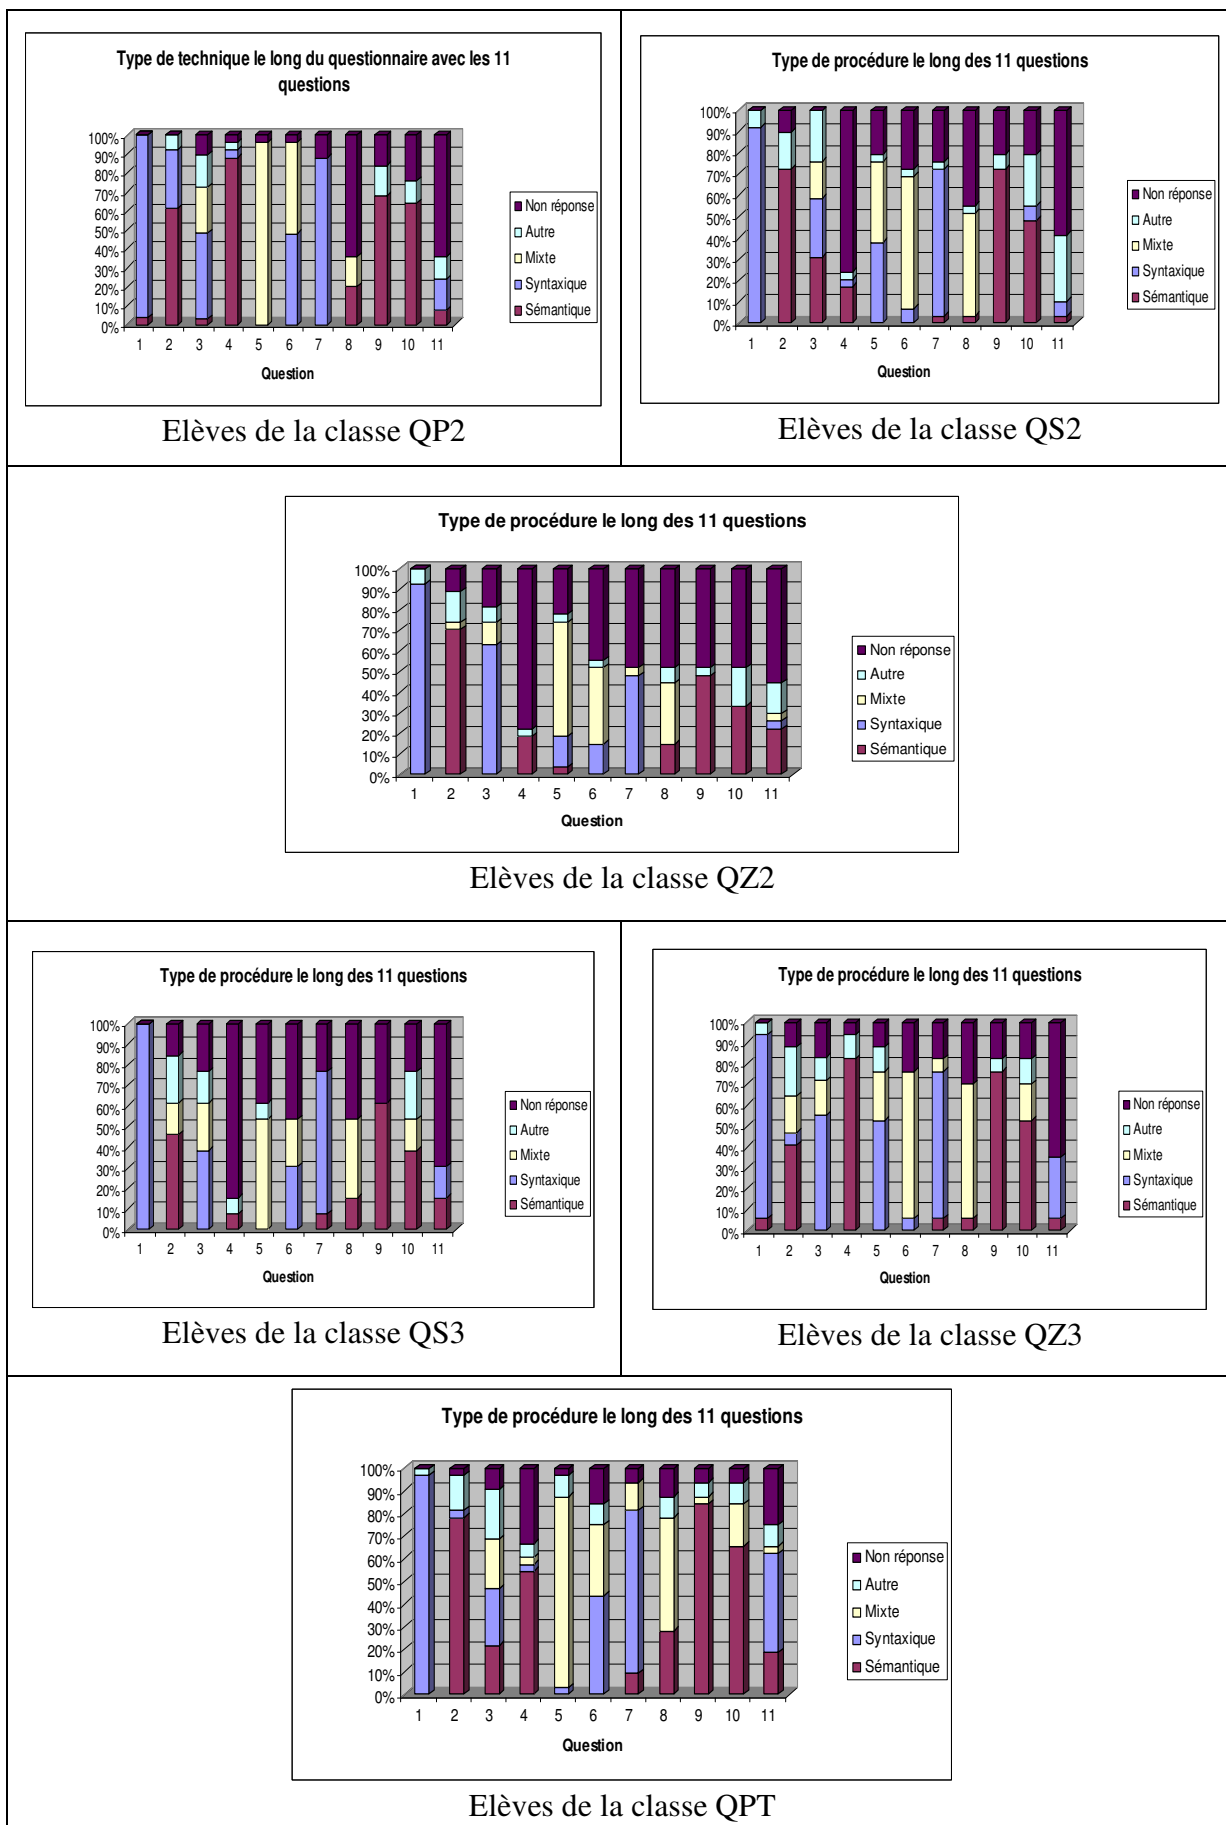 Type de technique le long du questionnaire avec les 11
questions
100%
90%
80%
70%
60%
50%
40%
30%
20%
10%
0%
1 2 3 4 5 6 7 8 9 10 11
Question
Non réponse
Autre
Mixte
Syntaxique
Sémantique
Elèves de la classe QP2
Type de procédure le long des 11 questions
100%
90%
80%
70%
60%
50%
40%
30%
20%
10%
0%
1 2 3 4 5 6 7 8 9 10 11
Question
Non réponse
Autre
Mixte
Syntaxique
Sémantique
Elèves de la classe QS2
Type de procédure le long des 11 questions
100%
90%
80%
70%
60%
50%
40%
30%
20%
10%
0%
1 2 3 4 5 6 7 8 9 10 11
Question
Non réponse
Autre
Mixte
Syntaxique
Sémantique
Elèves de la classe QZ2
Type de procédure le long des 11 questions
100%
90%
80%
70%
60%
50%
40%
30%
20%
10%
0%
1 2 3 4 5 6 7 8 9 10 11
Question
Non réponse
Autre
Mixte
Syntaxique
Sémantique
Elèves de la classe QS3
Type de procédure le long des 11 questions
100%
90%
80%
70%
60%
50%
40%
30%
20%
10%
0%
1 2 3 4 5 6 7 8 9 10 11
Question
Non réponse
Autre
Mixte
Syntaxique
Sémantique
Elèves de la classe QZ3
Type de procédure le long des 11 questions
100%
90%
80%
70%
60%
50%
40%
30%
20%
10%
0%
1 2 3 4 5 6 7 8 9 10 11
Question
Non réponse
Autre
Mixte
Syntaxique
Sémantique
Elèves de la classe QPT